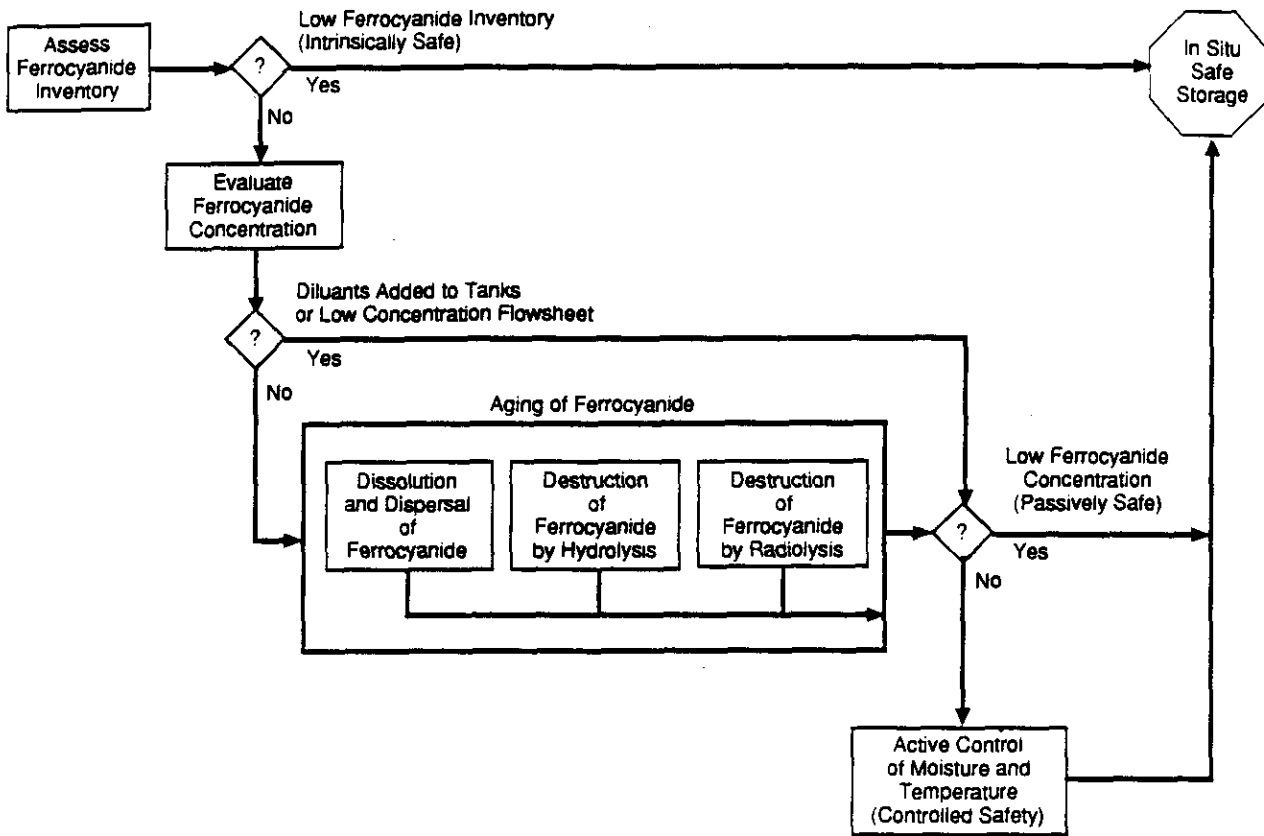 Assess
Ferrocyanide
Inventory
?
Low Ferrocyanide Inventory
(Intrinsically Safe)
Yes
No
In Situ
Safe
Storage
Evaluate
Ferrocyanide
Concentration
?
Diluants Added to Tanks
or Low Concentration Flowsheet
Yes
No
Aging of Ferrocyanide
Dissolution
and Dispersal
of
Ferrocyanide
Destruction
of
Ferrocyanide
by Hydrolysis
Destruction
of
Ferrocyanide
by Radiolysis
?
Low Ferrocyanide
Concentration
(Passively Safe)
Yes
No
Active Control
of Moisture and
Temperature
(Controlled Safety)